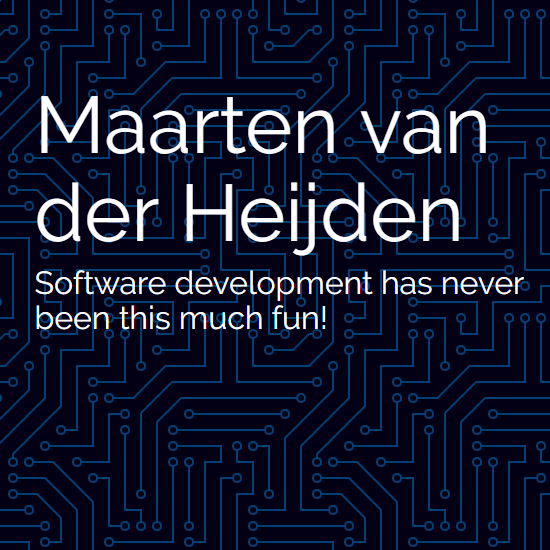 Maarten van
der Heijden
Software development has never
been this much fun!